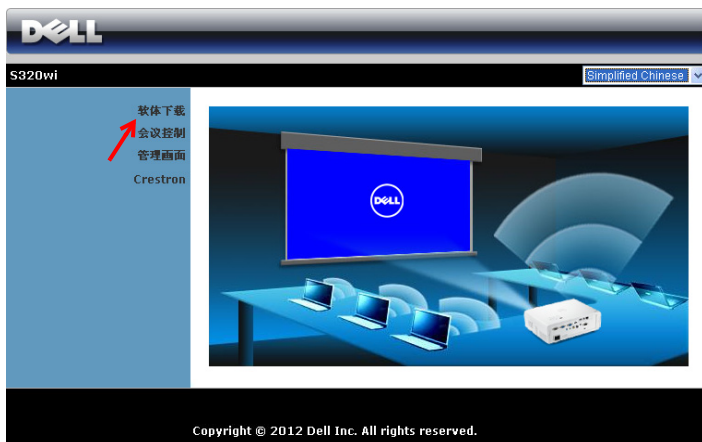 DELL
S320wi
Simplified Chinese
软体下载
会议控制
管理画面
Crestron
DELL
Copyright © 2012 Dell Inc. All rights reserved.